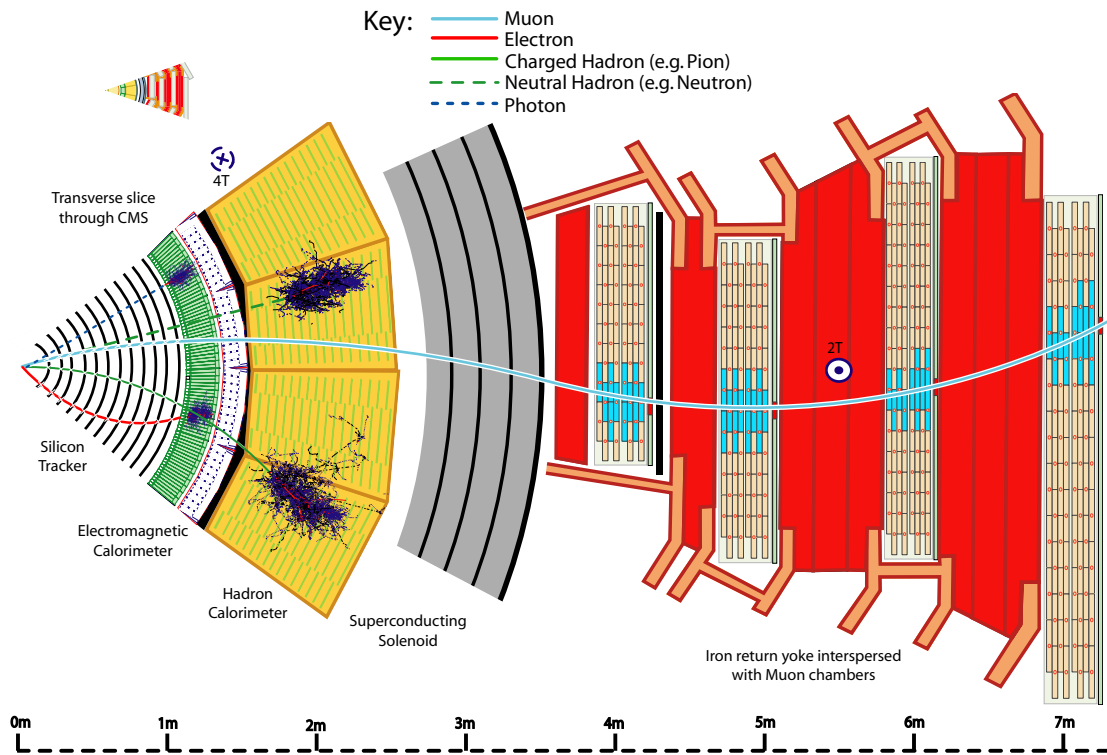 Key:
Muon
Electron
Charged Hadron (e.g. Pion)
Neutral Hadron (e.g. Neutron)
Photon
4T
Transverse slice
through CMS
2T
Silicon
Tracker
Electromagnetic
Calorimeter
Hadron
Calorimeter
Superconducting
Solenoid
Iron return yoke interspersed
with Muon chambers
0m 1m 2m 3m 4m 5m 6m 7m